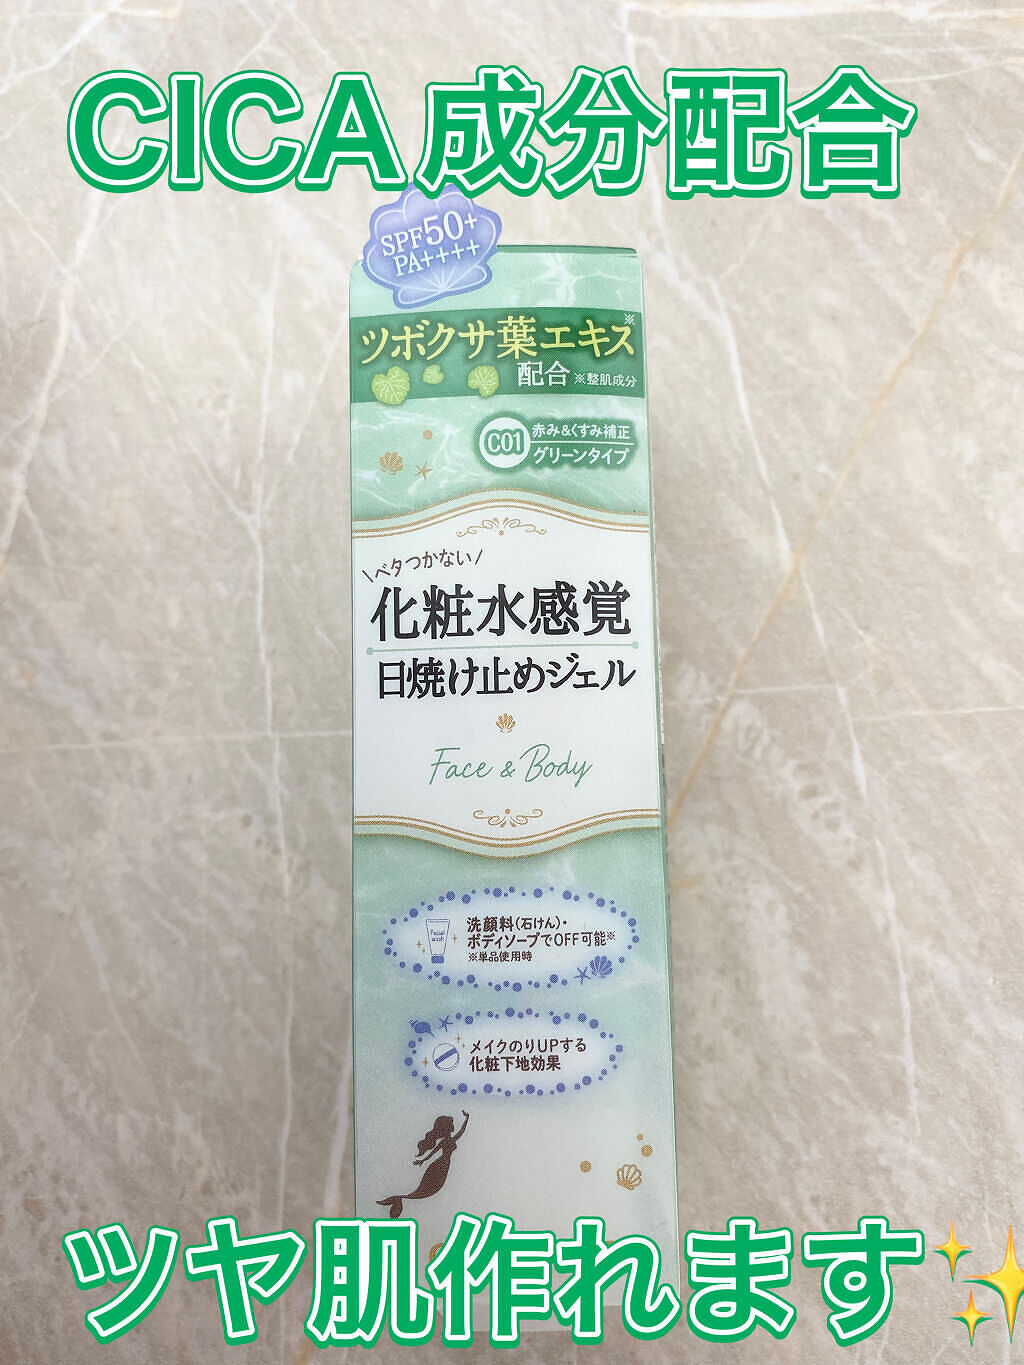 CICA成分配合
SPF50+
PA++++
ツボクサ葉エキス※
配合 ※整肌成分
C01
赤み&くすみ補正
グリーンタイプ
\ベタつかない/
化粧水感覚
日焼け止めジェル
Face & Body
Facial
wash
洗顔料(石けん)・
ボディソープでOFF可能※
※単品使用時
メイクのりUPする
化粧下地効果
ツヤ肌作れます✨